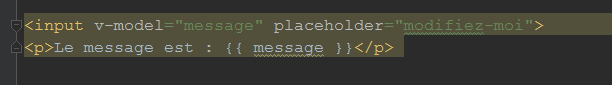 <input v-model="message" placeholder="modifiez-moi">
<p>Le message est : {{ message }}</p>